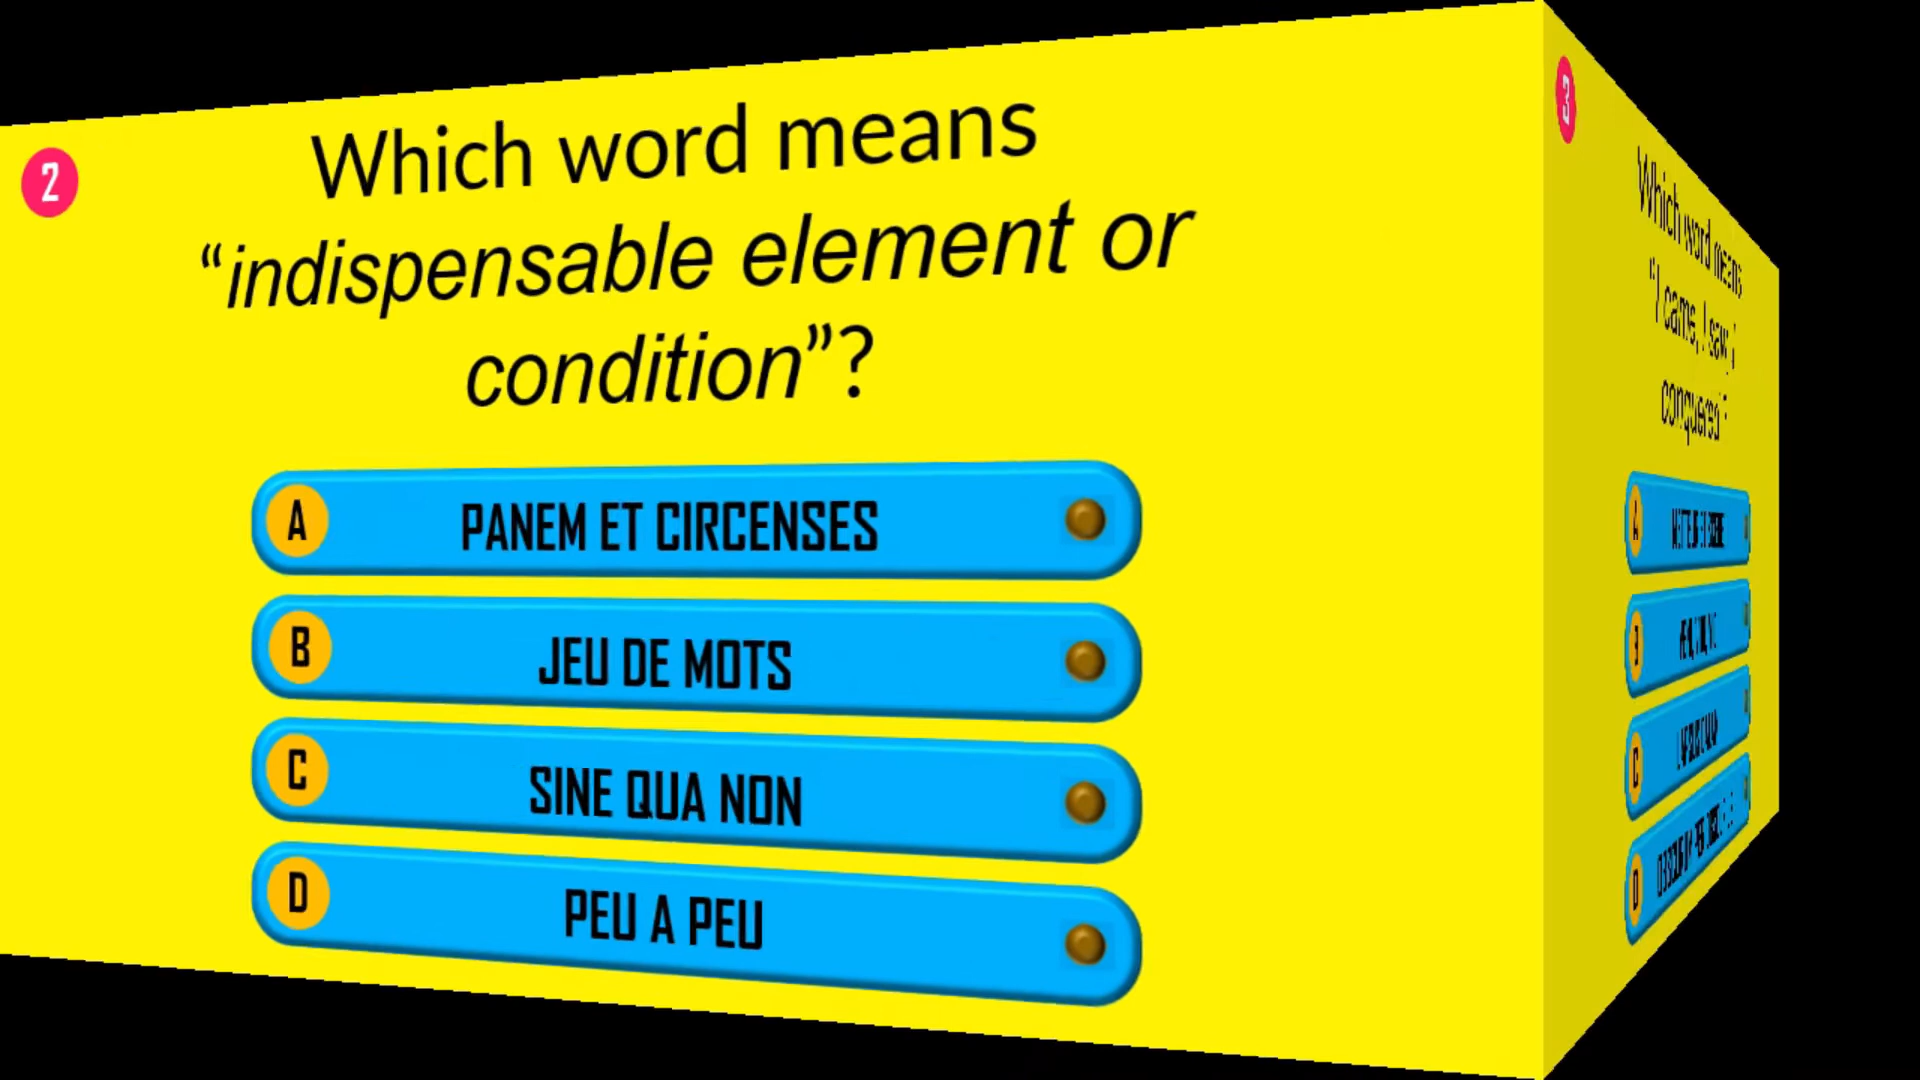 2
Which word means
“indispensable element or
condition”?
A PANEM ET CIRCENSES
B JEU DE MOTS
C SINE QUA NON
D PEU A PEU
3
Which word means
“I came, I saw, I
conquered”
A
B
C
D